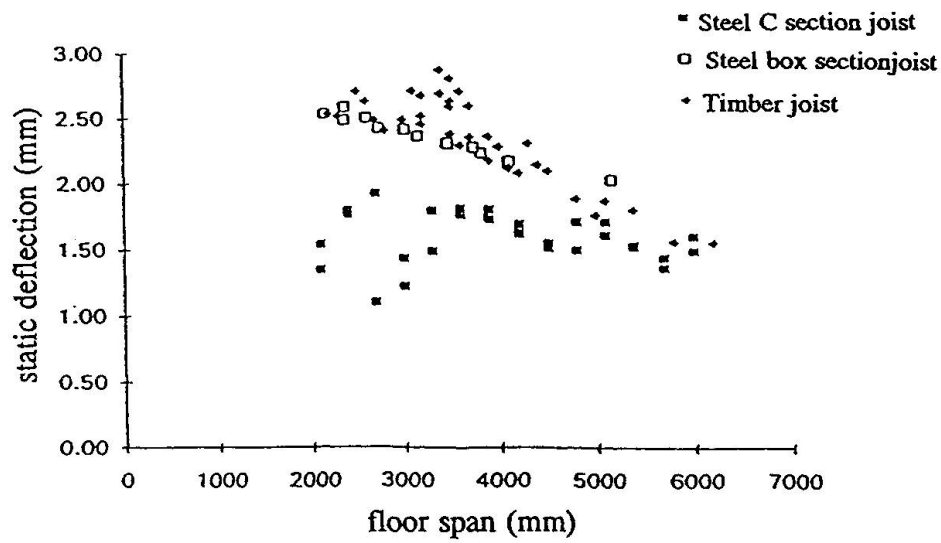 Steel C section joist
Steel box sectionjoist
Timber joist
3.00
2.50
2.00
1.50
1.00
0.50
0.00
static deflection (mm)
0 1000 2000 3000 4000 5000 6000 7000
floor span (mm)